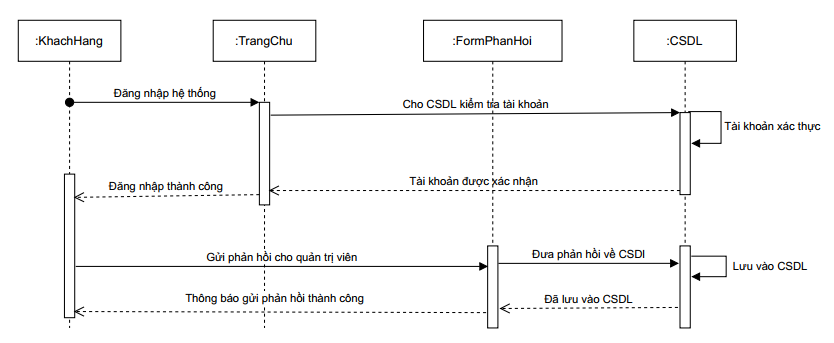 :KhachHang
:TrangChu
:FormPhanHoi
:CSDL
Đăng nhập hệ thống
Cho CSDL kiểm tra tài khoản
Tài khoản xác thực
Tài khoản được xác nhận
Đăng nhập thành công
Gửi phản hồi cho quản trị viên
Đưa phản hồi về CSDl
Lưu vào CSDL
Thông báo gửi phản hồi thành công
Đã lưu vào CSDL